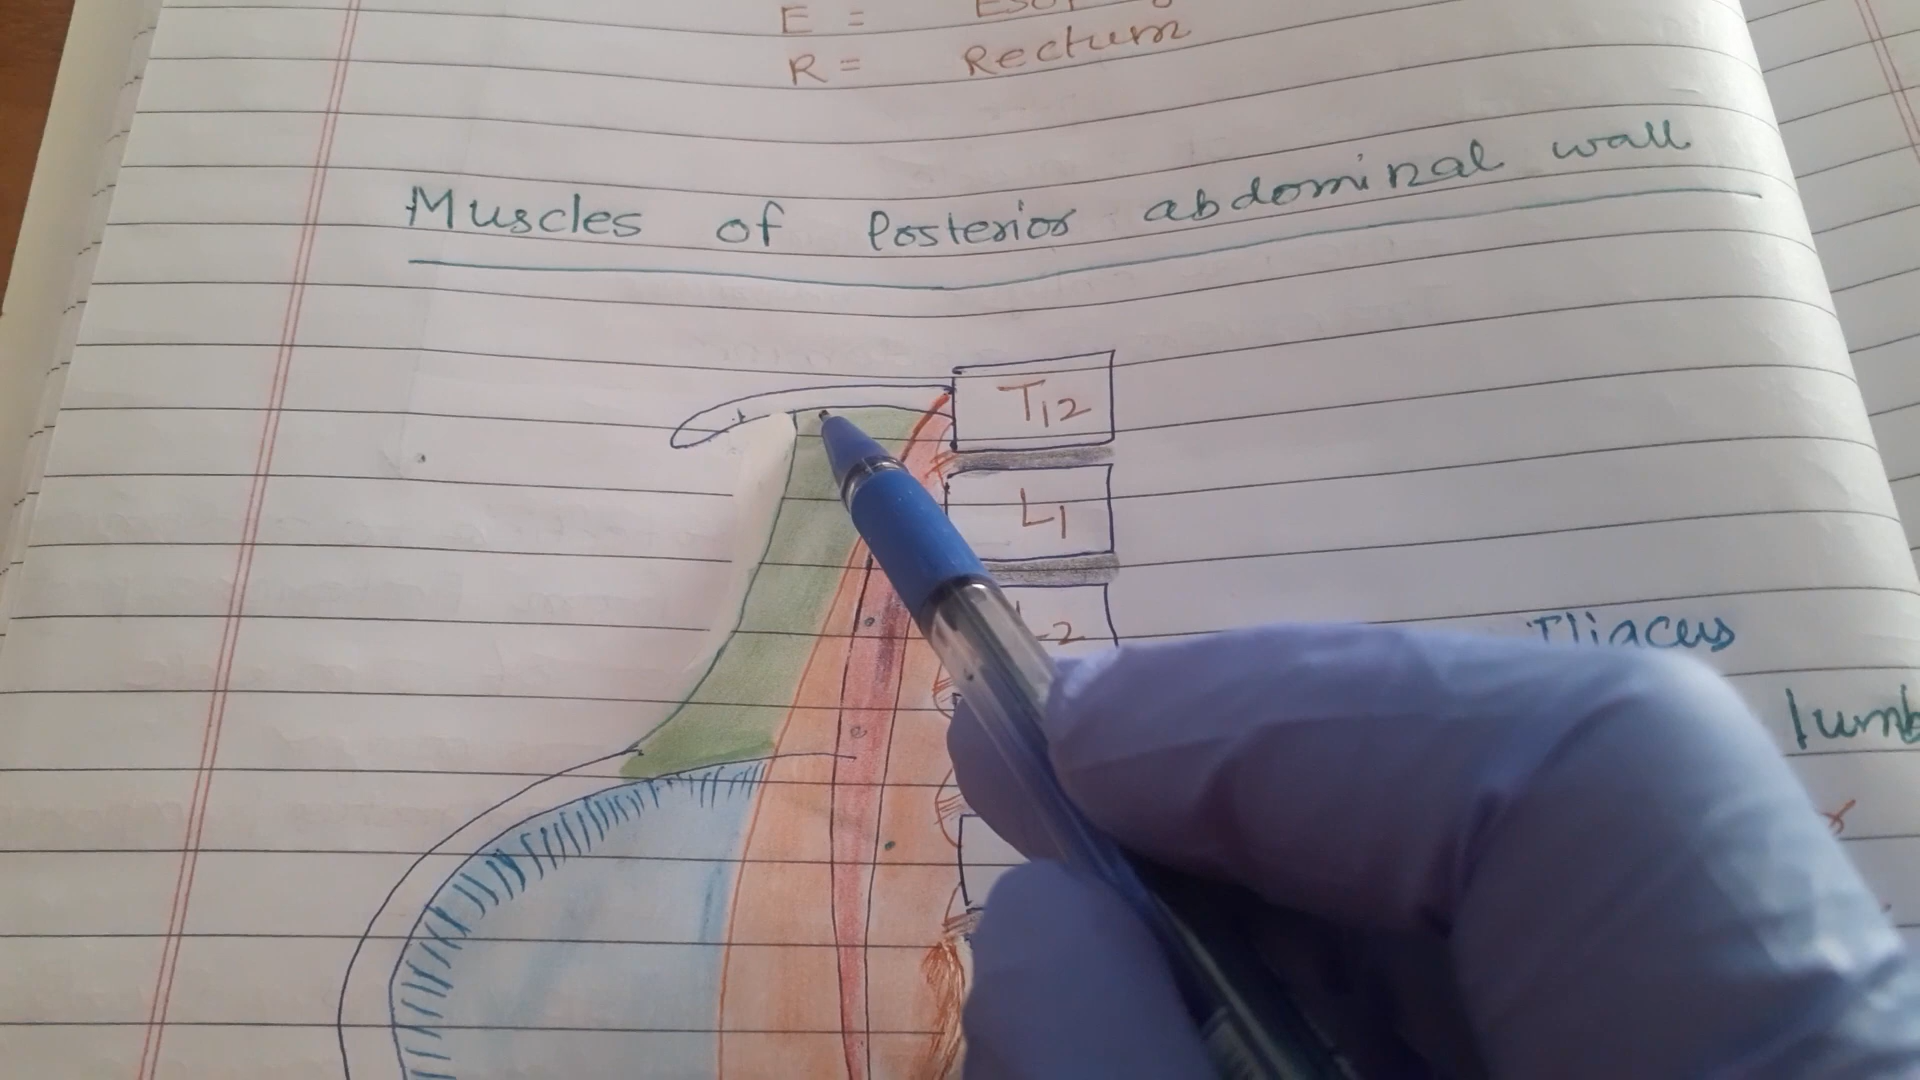 E =
R = Rectum
Muscles of Posterior abdominal wall
T12
L1
Iliacus